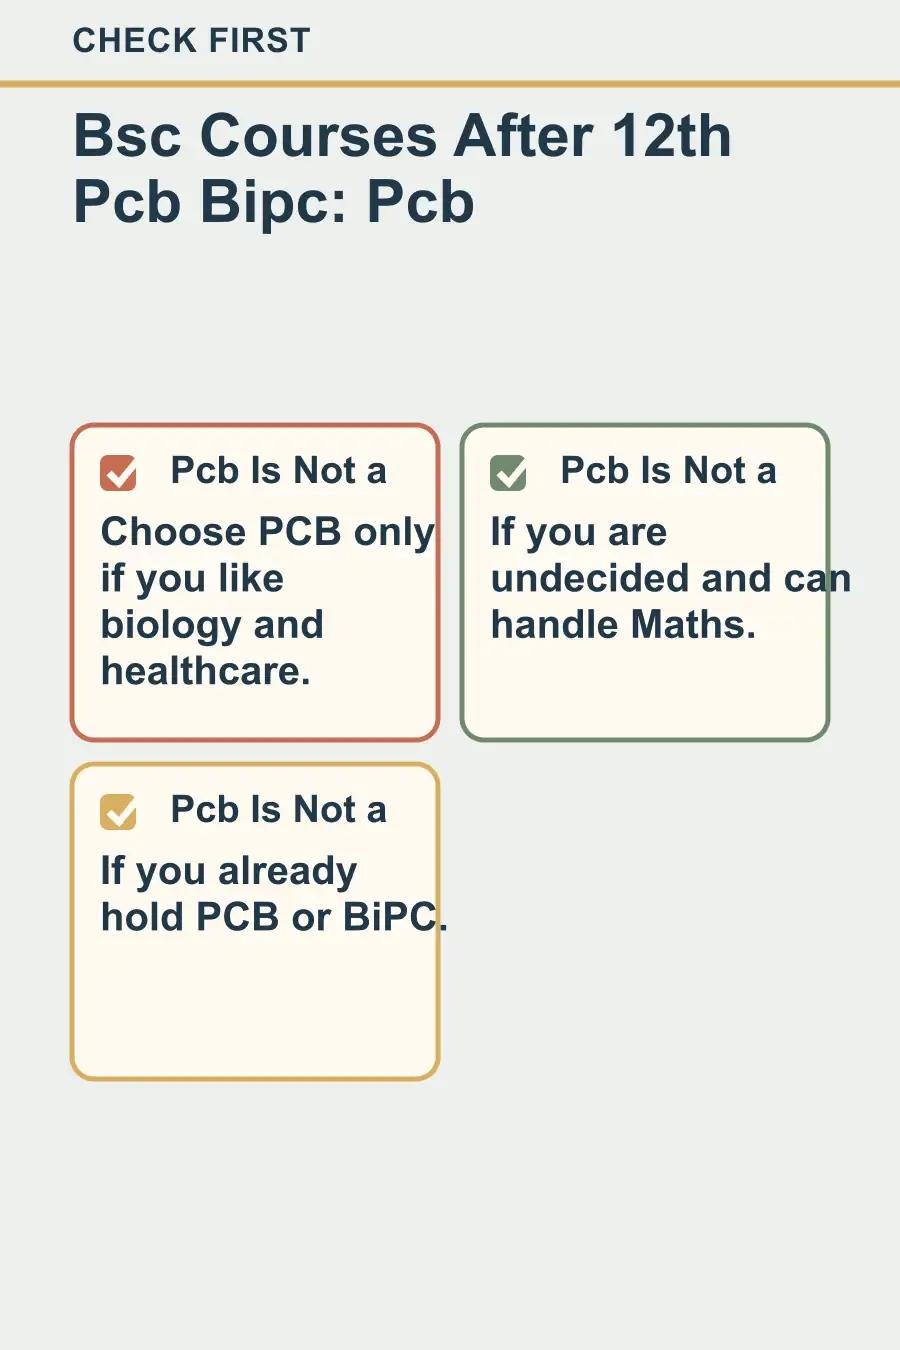 CHECK FIRST
Bsc Courses After 12th
Pcb Bipc: Pcb
Pcb Is Not a
Choose PCB only
if you like
biology and
healthcare.
Pcb Is Not a
If you are
undecided and can
handle Maths.
Pcb Is Not a
If you already
hold PCB or BiPC.